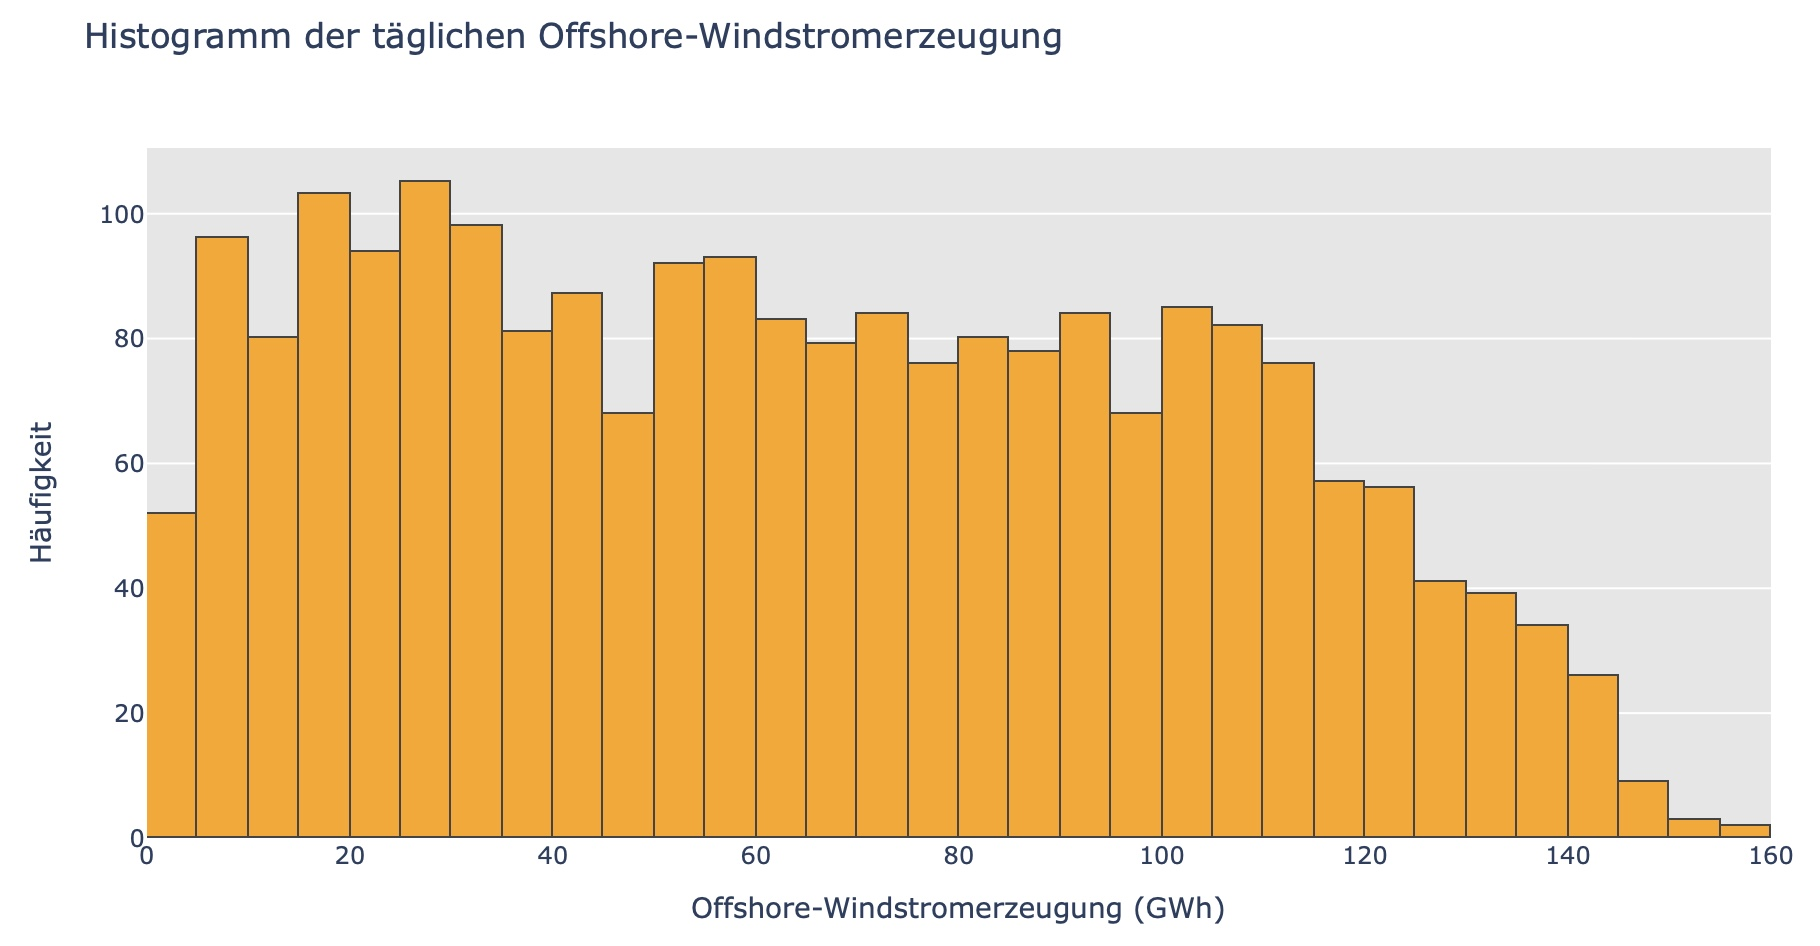 Histogramm der täglichen Offshore-Windstromerzeugung
Häufigkeit
100
80
60
40
20
0
0 20 40 60 80 100 120 140 160
Offshore-Windstromerzeugung (GWh)